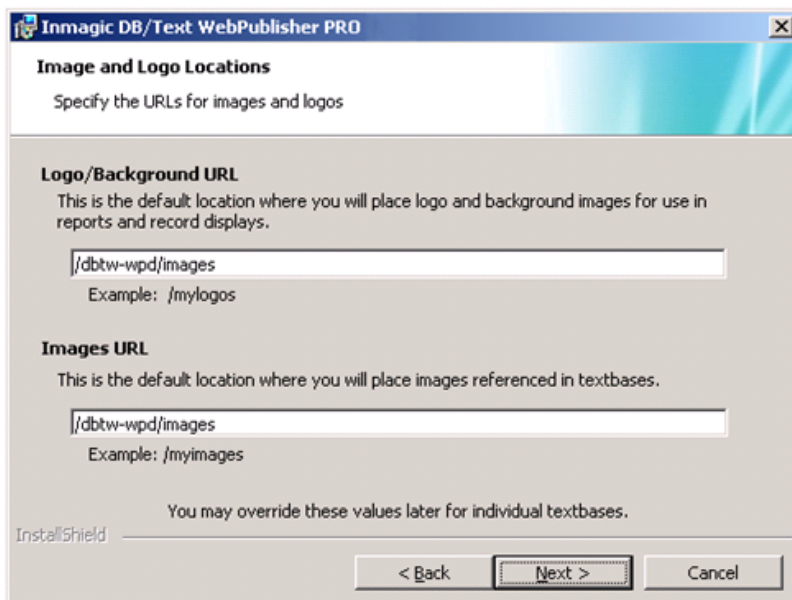 Inmagic DB/Text WebPublisher PRO
Image and Logo Locations
Specify the URLs for images and logos
Logo/Background URL
This is the default location where you will place logo and background images for use in
reports and record displays.
/dbtw-wpd/images
Example: /mylogos
Images URL
This is the default location where you will place images referenced in textbases.
/dbtw-wpd/images
Example: /myimages
You may override these values later for individual textbases.
InstallShield
< Back
Next >
Cancel